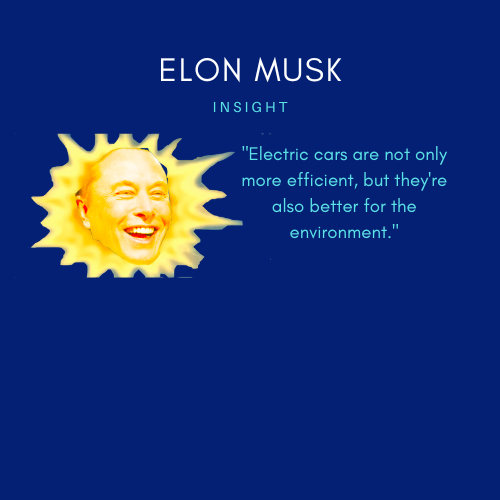 ELON MUSK
INSIGHT
"Electric cars are not only
more efficient, but they're
also better for the
environment."